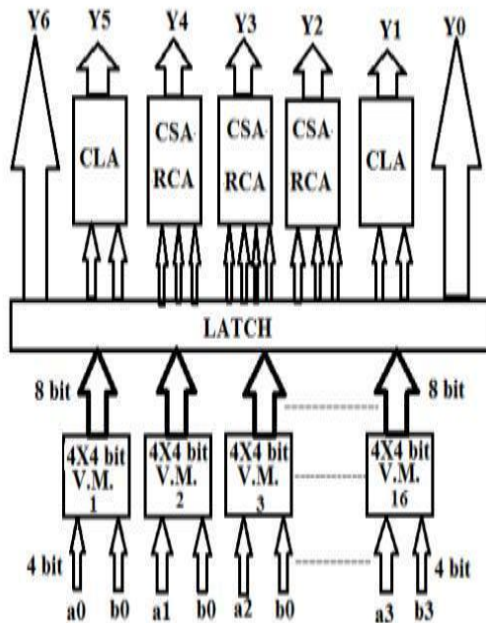 Y6 Y5 Y4 Y3 Y2 Y1 Y0
CLA
CSA
RCA
CSA
RCA
CSA
RCA
CLA
LATCH
8 bit
8 bit
4X4 bit
V.M.
1
4X4 bit
V.M.
2
4X4 bit
V.M.
3
4X4 bit
V.M.
16
4 bit
4 bit
a0 b0 a1 b0 a2 b0 a3 b3